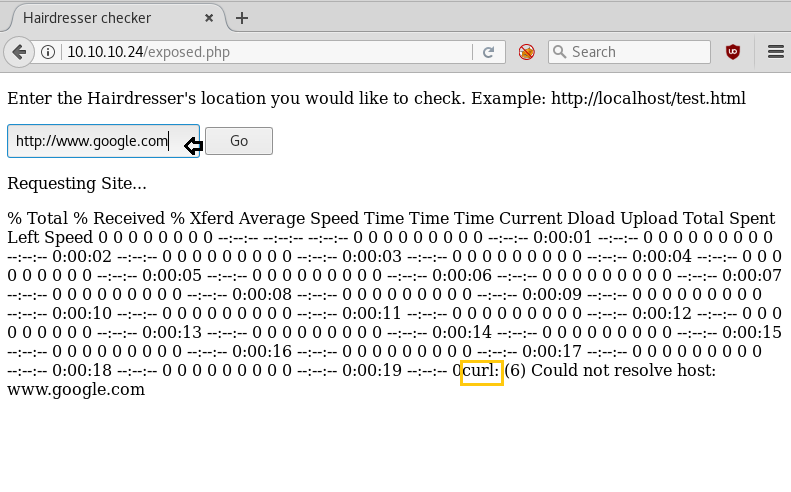 Hairdresser checker
10.10.10.24/exposed.php
Search
Enter the Hairdresser's location you would like to check. Example: http://localhost/test.html
http://www.google.com
Go
Requesting Site...
% Total % Received % Xferd Average Speed Time Time Time Current Dload Upload Total Spent
Left Speed 0 0 0 0 0 0 0 0 --:--:-- --:--:-- --:--:-- 0 0 0 0 0 0 0 0 0 --:--:-- 0:00:01 --:--:-- 0 0 0 0 0 0 0 0 0
--:--:-- 0:00:02 --:--:-- 0 0 0 0 0 0 0 0 0 --:--:-- 0:00:03 --:--:-- 0 0 0 0 0 0 0 0 0 --:--:-- 0:00:04 --:--:-- 0 0 0
0 0 0 0 0 0 --:--:-- 0:00:05 --:--:-- 0 0 0 0 0 0 0 0 0 --:--:-- 0:00:06 --:--:-- 0 0 0 0 0 0 0 0 0 --:--:-- 0:00:07
--:--:-- 0 0 0 0 0 0 0 0 0 --:--:-- 0:00:08 --:--:-- 0 0 0 0 0 0 0 0 0 --:--:-- 0:00:09 --:--:-- 0 0 0 0 0 0 0 0 0
--:--:-- 0:00:10 --:--:-- 0 0 0 0 0 0 0 0 0 --:--:-- 0:00:11 --:--:-- 0 0 0 0 0 0 0 0 0 --:--:-- 0:00:12 --:--:-- 0 0 0
0 0 0 0 0 0 --:--:-- 0:00:13 --:--:-- 0 0 0 0 0 0 0 0 0 --:--:-- 0:00:14 --:--:-- 0 0 0 0 0 0 0 0 0 --:--:-- 0:00:15
--:--:-- 0 0 0 0 0 0 0 0 0 --:--:-- 0:00:16 --:--:-- 0 0 0 0 0 0 0 0 0 --:--:-- 0:00:17 --:--:-- 0 0 0 0 0 0 0 0 0
--:--:-- 0:00:18 --:--:-- 0 0 0 0 0 0 0 0 0 --:--:-- 0:00:19 --:--:-- 0curl: (6) Could not resolve host:
www.google.com